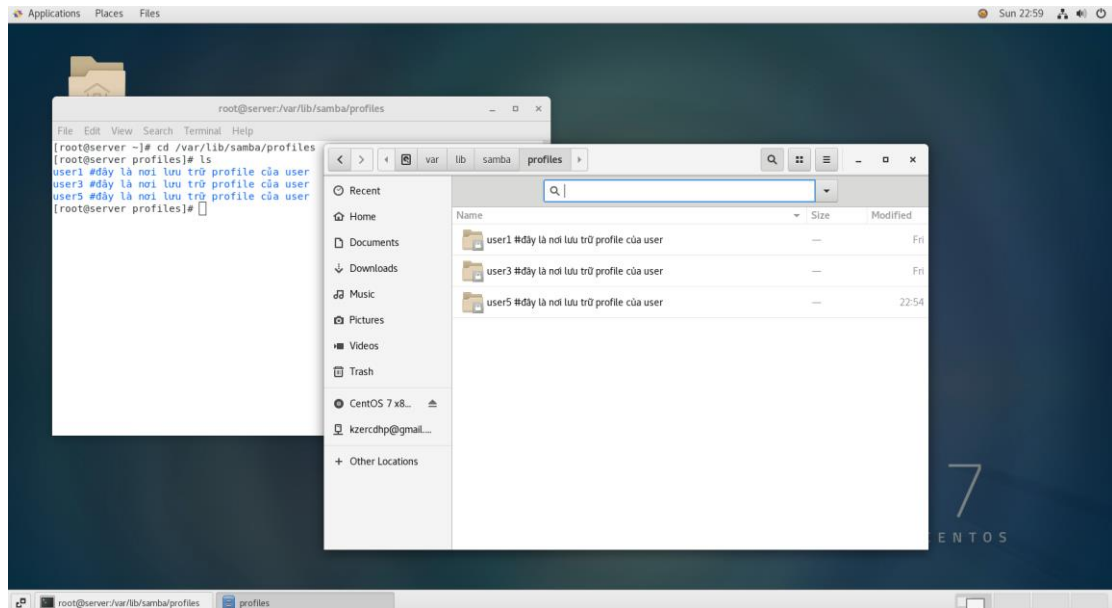 Applications Places Files
Sun 22:59
root@server:/var/lib/samba/profiles
File Edit View Search Terminal Help
[root@server ~]# cd /var/lib/samba/profiles
[root@server profiles]# ls
user1 #đây là nơi lưu trữ profile của user
user3 #đây là nơi lưu trữ profile của user
user5 #đây là nơi lưu trữ profile của user
[root@server profiles]#
var lib samba profiles
Recent
Home
Documents
Downloads
Music
Pictures
Videos
Trash
CentOS 7 x8...
kzercdhp@gmail....
+ Other Locations
Name Size Modified
user1 #đây là nơi lưu trữ profile của user — Fri
user3 #đây là nơi lưu trữ profile của user — Fri
user5 #đây là nơi lưu trữ profile của user — 22:54
7
CENTOS
root@server:/var/lib/samba/profiles
profiles